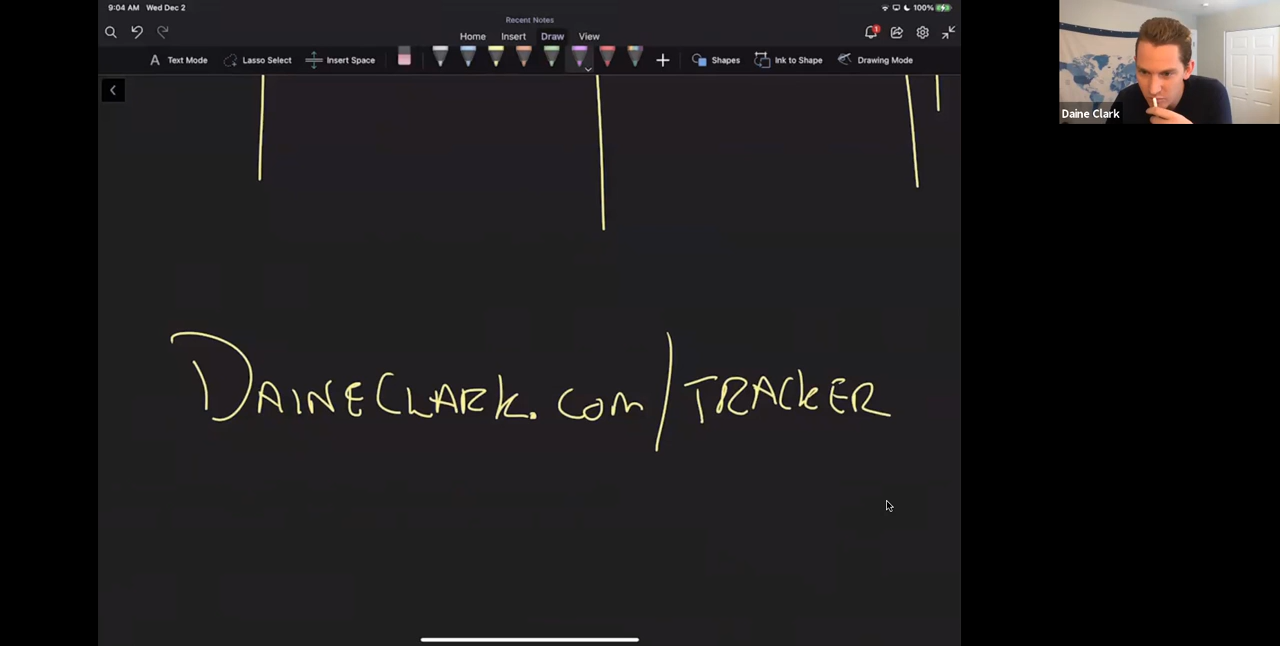 9:04 AM Wed Dec 2
100%
Recent Notes
Home Insert Draw View
1
Text Mode Lasso Select Insert Space Shapes Ink to Shape Drawing Mode
DAINECLARK.COM/TRACKER
Daine Clark